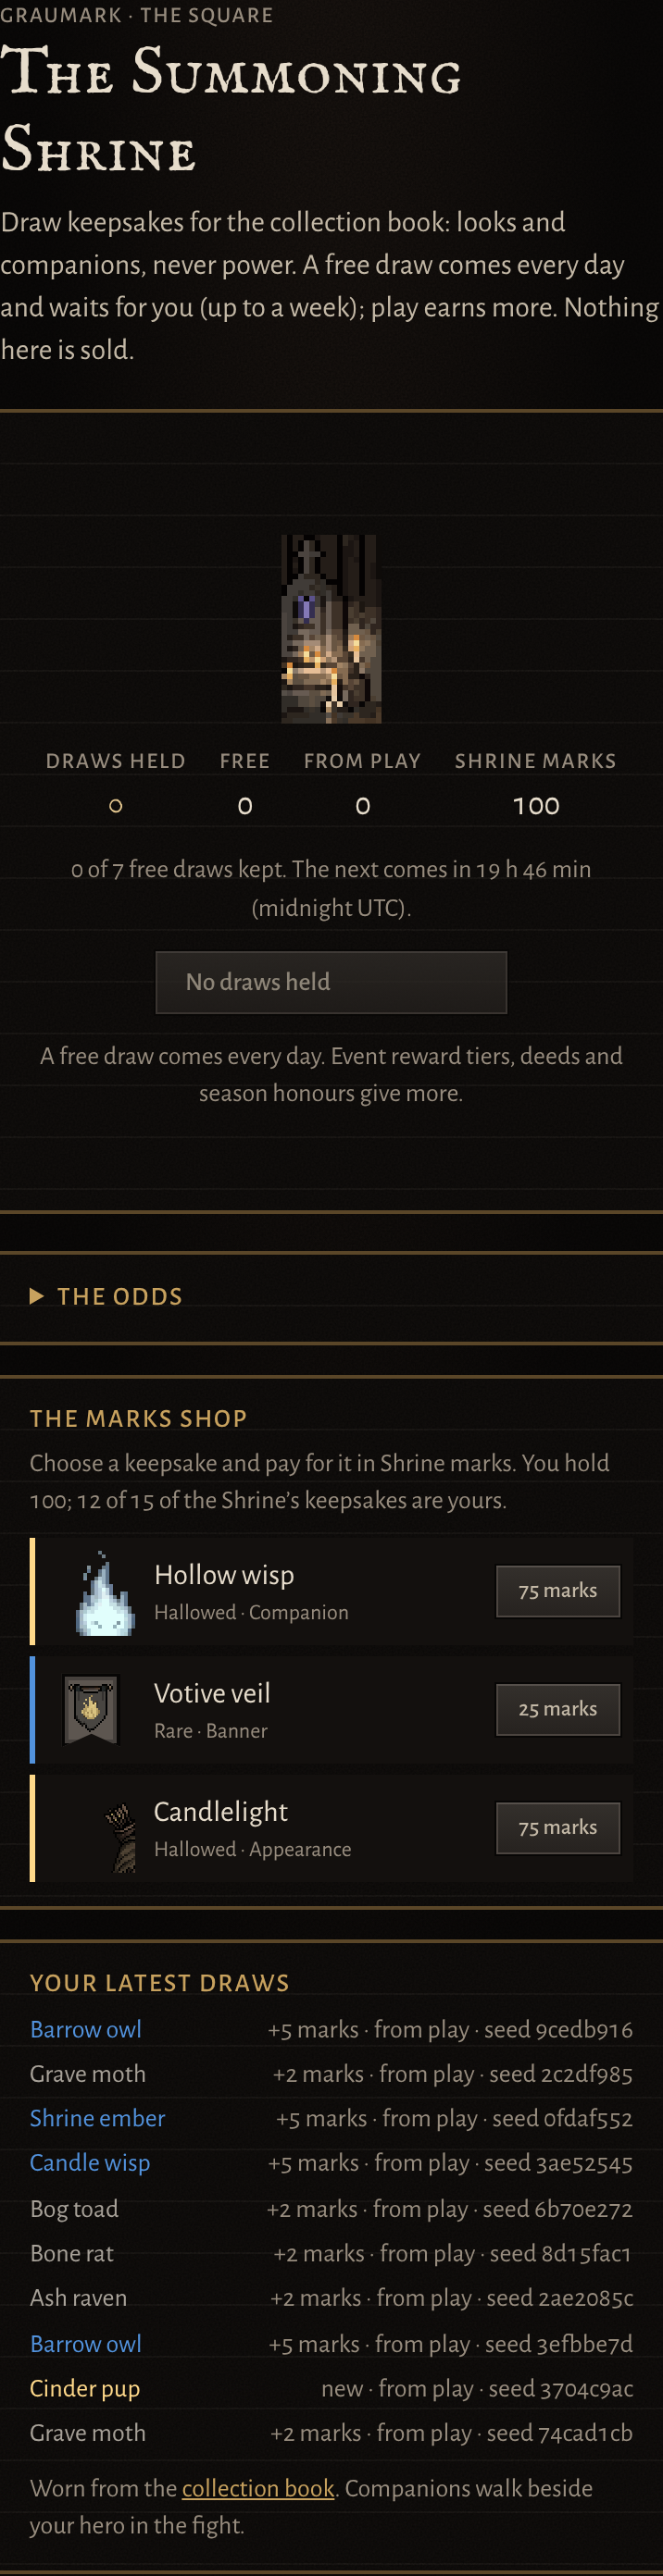 GRAUMARK · THE SQUARE
The Summoning
Shrine
Draw keepsakes for the collection book: looks and
companions, never power. A free draw comes every day
and waits for you (up to a week); play earns more. Nothing
here is sold.
DRAWS HELD FREE FROM PLAY SHRINE MARKS
0 0 0 100
0 of 7 free draws kept. The next comes in 19 h 46 min
(midnight UTC).
No draws held
A free draw comes every day. Event reward tiers, deeds and
season honours give more.
▶ THE ODDS
THE MARKS SHOP
Choose a keepsake and pay for it in Shrine marks. You hold
100; 12 of 15 of the Shrine’s keepsakes are yours.
Hollow wisp
Hallowed · Companion
75 marks
Votive veil
Rare · Banner
25 marks
Candlelight
Hallowed · Appearance
75 marks
YOUR LATEST DRAWS
Barrow owl +5 marks · from play · seed 9cedb916
Grave moth +2 marks · from play · seed 2c2df985
Shrine ember +5 marks · from play · seed 0fdaf552
Candle wisp +5 marks · from play · seed 3ae52545
Bog toad +2 marks · from play · seed 6b70e272
Bone rat +2 marks · from play · seed 8d15fac1
Ash raven +2 marks · from play · seed 2ae2085c
Barrow owl +5 marks · from play · seed 3efbbe7d
Cinder pup new · from play · seed 3704c9ac
Grave moth +2 marks · from play · seed 74cad1cb
Worn from the collection book. Companions walk beside
your hero in the fight.